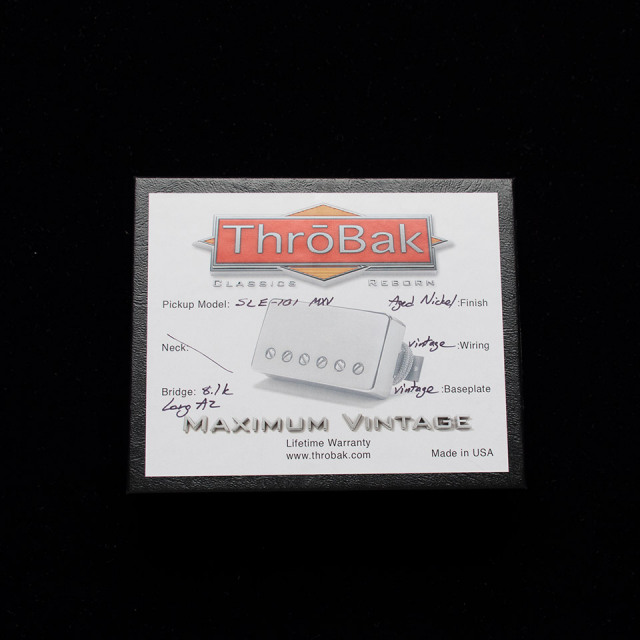 ThrōBak
CLASSICS REBORN
Pickup Model: SLE-101 MXV Aged Nickel :Finish
Neck: vintage :Wiring
Bridge: 8.1k vintage :Baseplate
Long A2
MAXIMUM VINTAGE
Lifetime Warranty
www.throbak.com Made in USA